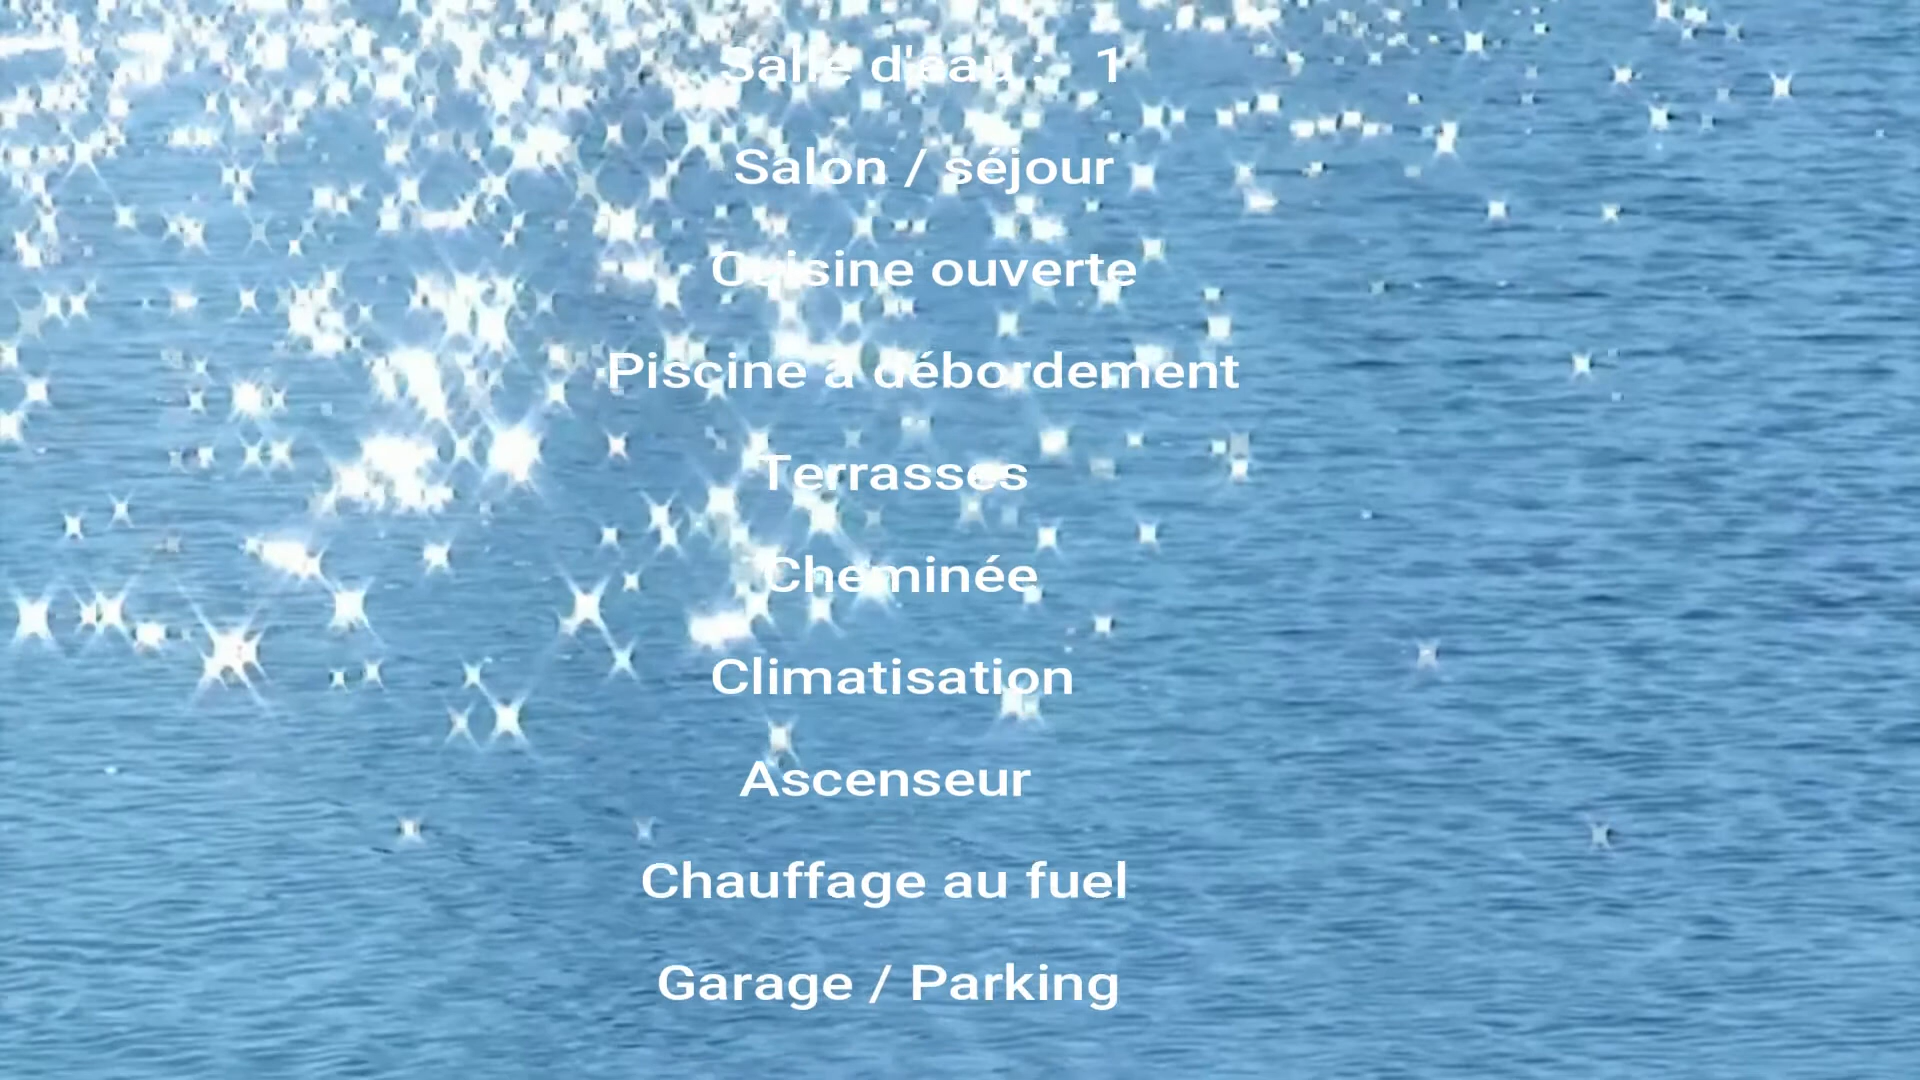 Salle d'eau : 1
Salon / séjour
Cuisine ouverte
Piscine à débordement
Terrasses
Cheminée
Climatisation
Ascenseur
Chauffage au fuel
Garage / Parking